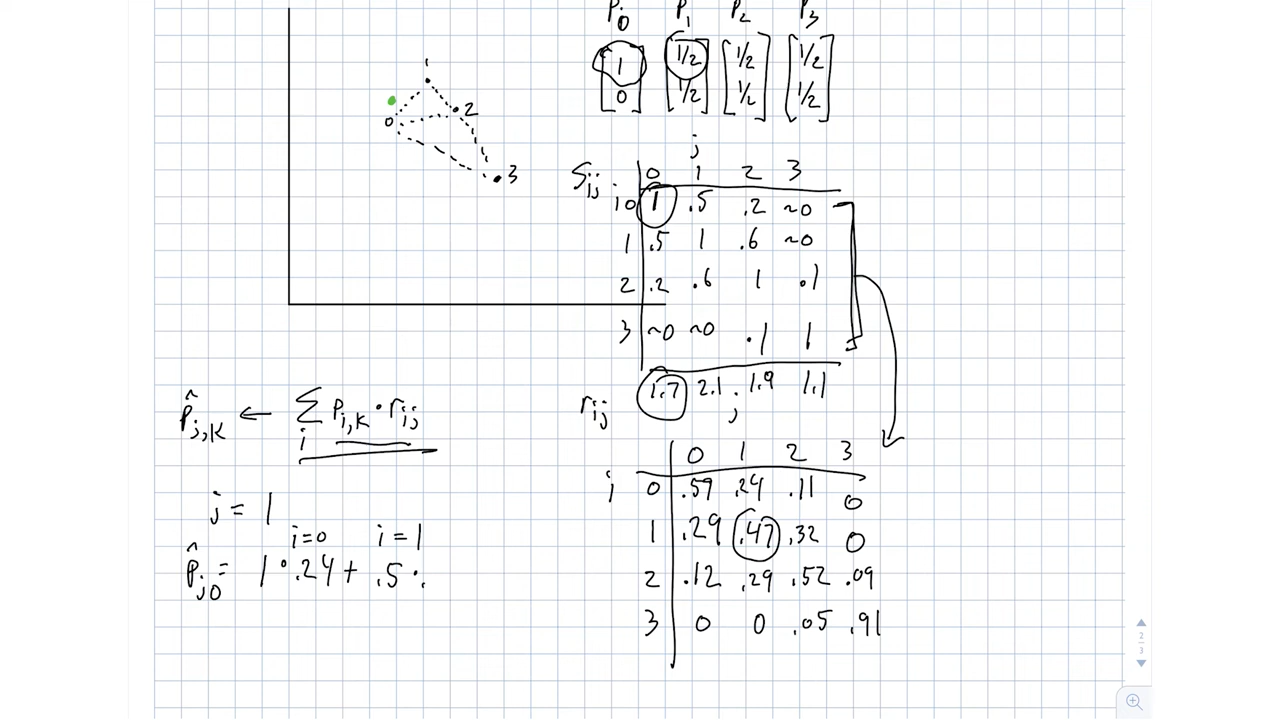 P0 P1 P2 P3
[1 0] [1/2 1/2] [1/2 1/2] [1/2 1/2]
1
0
2
3
j
Sij 0 1 2 3
i 0 1 .5 .2 ~0
1 .5 1 .6 ~0
2 .2 .6 1 .1
3 ~0 ~0 .1 1
1.7 2.1 1.9 1.1
P̂j,k ← Σi Pi,k · rij
rij
j
0 1 2 3
i 0 .59 .24 .11 0
1 .29 .47 .32 0
2 .12 .29 .52 .09
3 0 0 .05 .91
j = 1
i=0 i=1
P̂j0 = 1 · .24 + .5 · .
2
3